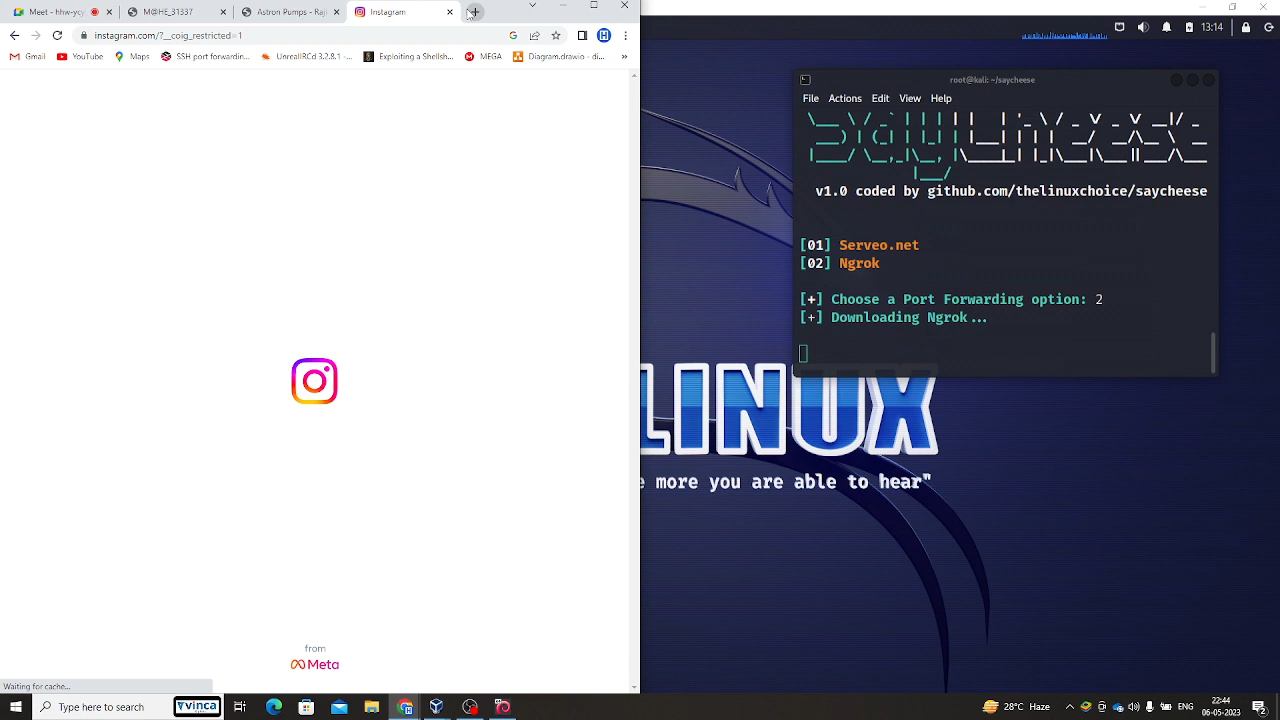 Meet - hhw-ycy
M@HE_31337
Astron Pumps - Raji
Instagram
instagram.com/?__coig_restricted=1
Gmail
YouTube
Maps
SSH port forwardin...
UnrealIRCd 3.2.8.1 -...
Exploiting a Shellsh...
MEGA
Diagram.drawio - di...
»
from
Meta
Waiting for cache...
13:14
root@kali: ~/saycheese
File Actions Edit View Help
v1.0 coded by github.com/thelinuxchoice/saycheese
[01] Serveo.net
[02] Ngrok
[+] Choose a Port Forwarding option: 2
[+] Downloading Ngrok...
LINUX
e more you are able to hear"
Type here to search
vinca
28°C Haze
ENG
22:44
06-05-2023